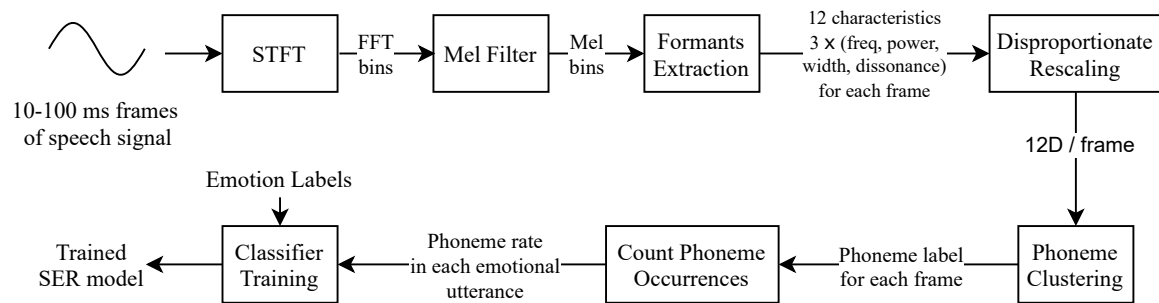 10-100 ms frames
of speech signal
STFT
FFT
bins
Mel Filter
Mel
bins
Formants
Extraction
12 characteristics
3 x (freq, power,
width, dissonance)
for each frame
Disproportionate
Rescaling
12D / frame
Phoneme
Clustering
Phoneme label
for each frame
Count Phoneme
Occurrences
Phoneme rate
in each emotional
utterance
Emotion Labels
Classifier
Training
Trained
SER model